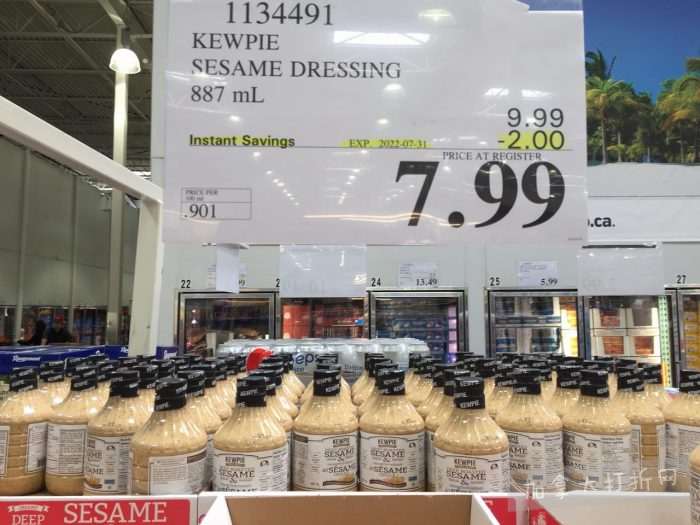 1134491
KEWPIE
SESAME DRESSING
887 mL
9.99
Instant Savings EXP. 2022-07-31 -2.00
PRICE AT REGISTER
7.99
PRICE PER
100 ml
.901
.ca.
22
24
13.49
25
5.99
27
KEWPIE
SESAME
SÉSAME
DEEP
SESAME
加拿大打折网